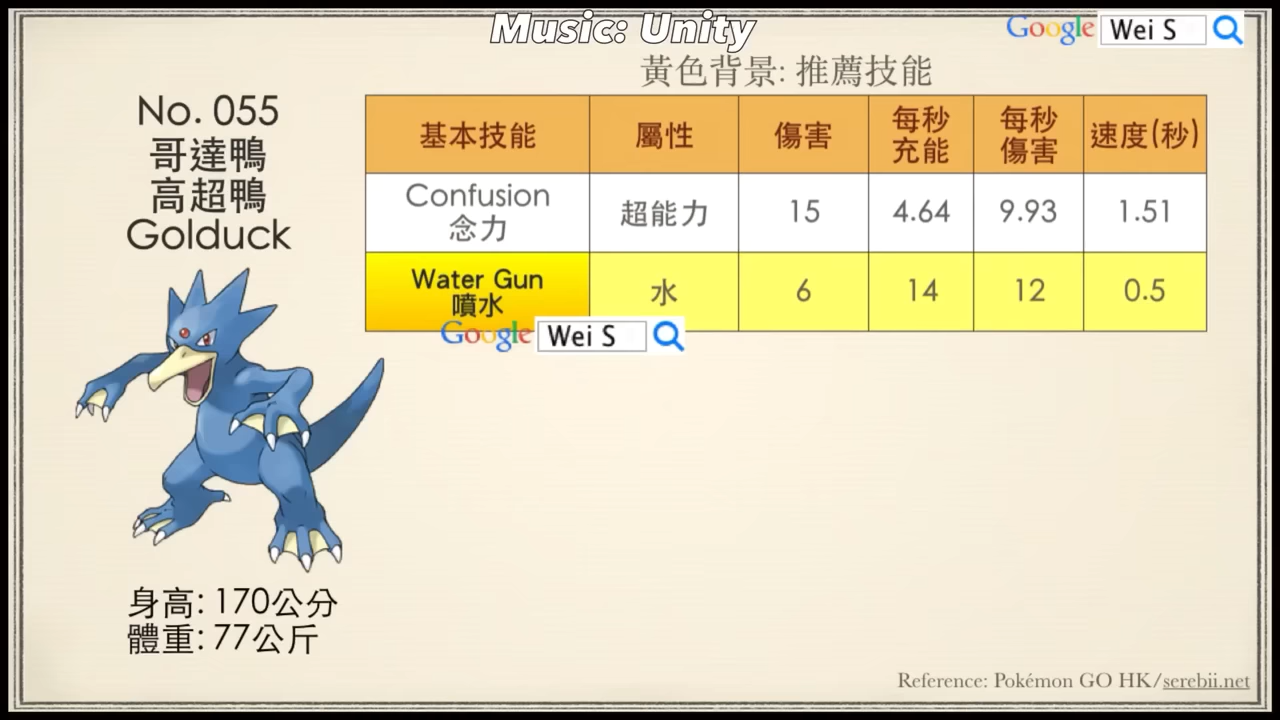 Music: Unity
Google Wei S
黃色背景: 推薦技能
No. 055
哥達鴨
高超鴨
Golduck
基本技能 屬性 傷害 每秒充能 每秒傷害 速度(秒)
Confusion 念力 超能力 15 4.64 9.93 1.51
Water Gun 噴水 水 6 14 12 0.5
Google Wei S
身高: 170公分
體重: 77公斤
Reference: Pokémon GO HK/serebii.net